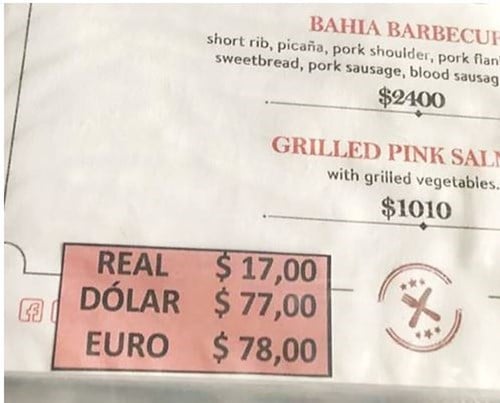 BAHIA BARBECUE
short rib, picaña, pork shoulder, pork flan
sweetbread, pork sausage, blood sausag
$2400
GRILLED PINK SAL
with grilled vegetables.
$1010
REAL $ 17,00
DÓLAR $ 77,00
EURO $ 78,00